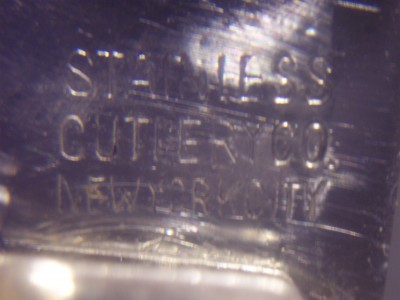 STAINLESS
CUTLERY CO.
NEW YORK CITY